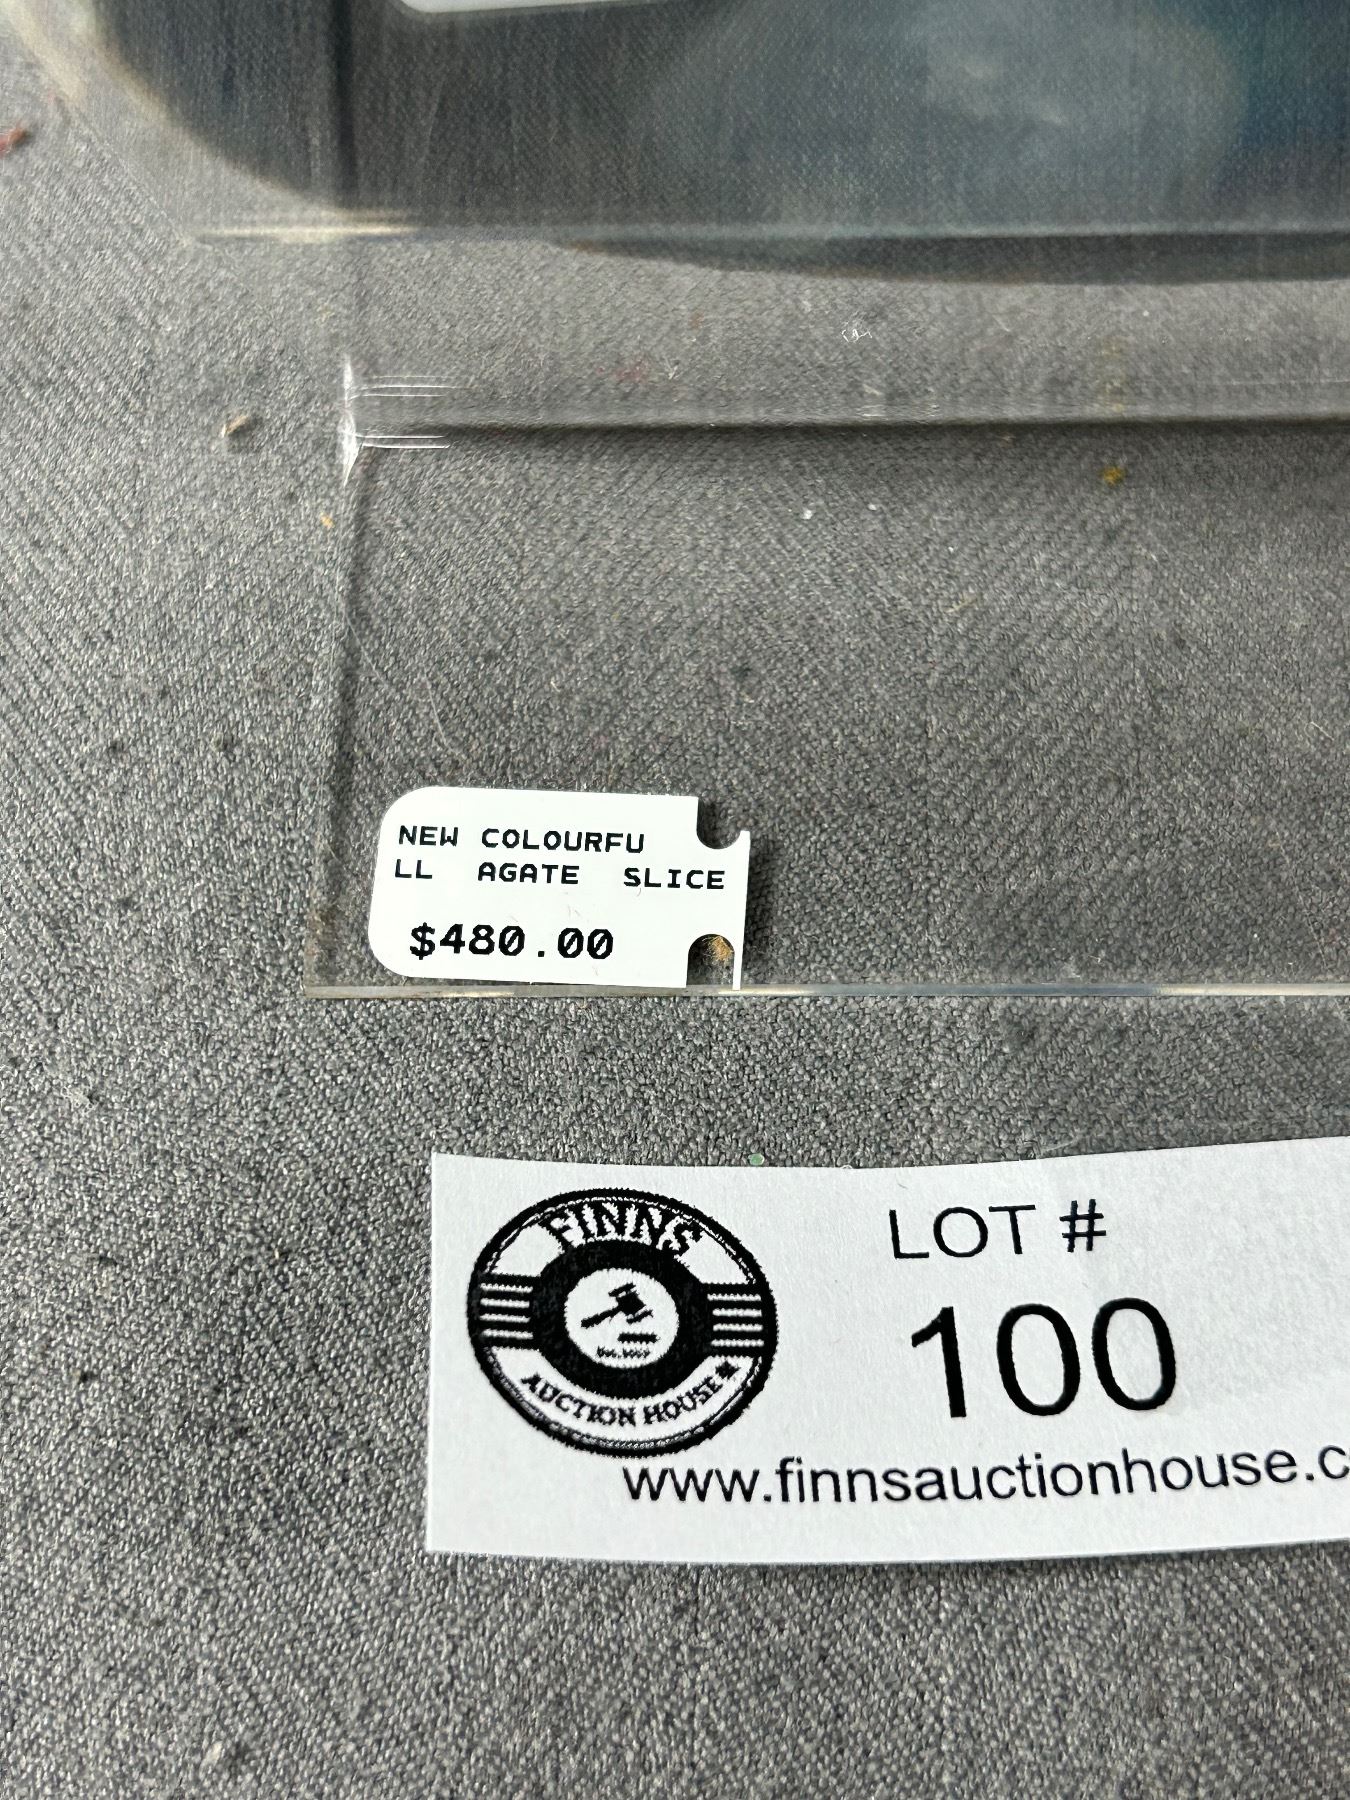 NEW COLOURFU
LL AGATE SLICE
$480.00
FINNS
AUCTION HOUSE
LOT #
100
www.finnsauctionhouse.c